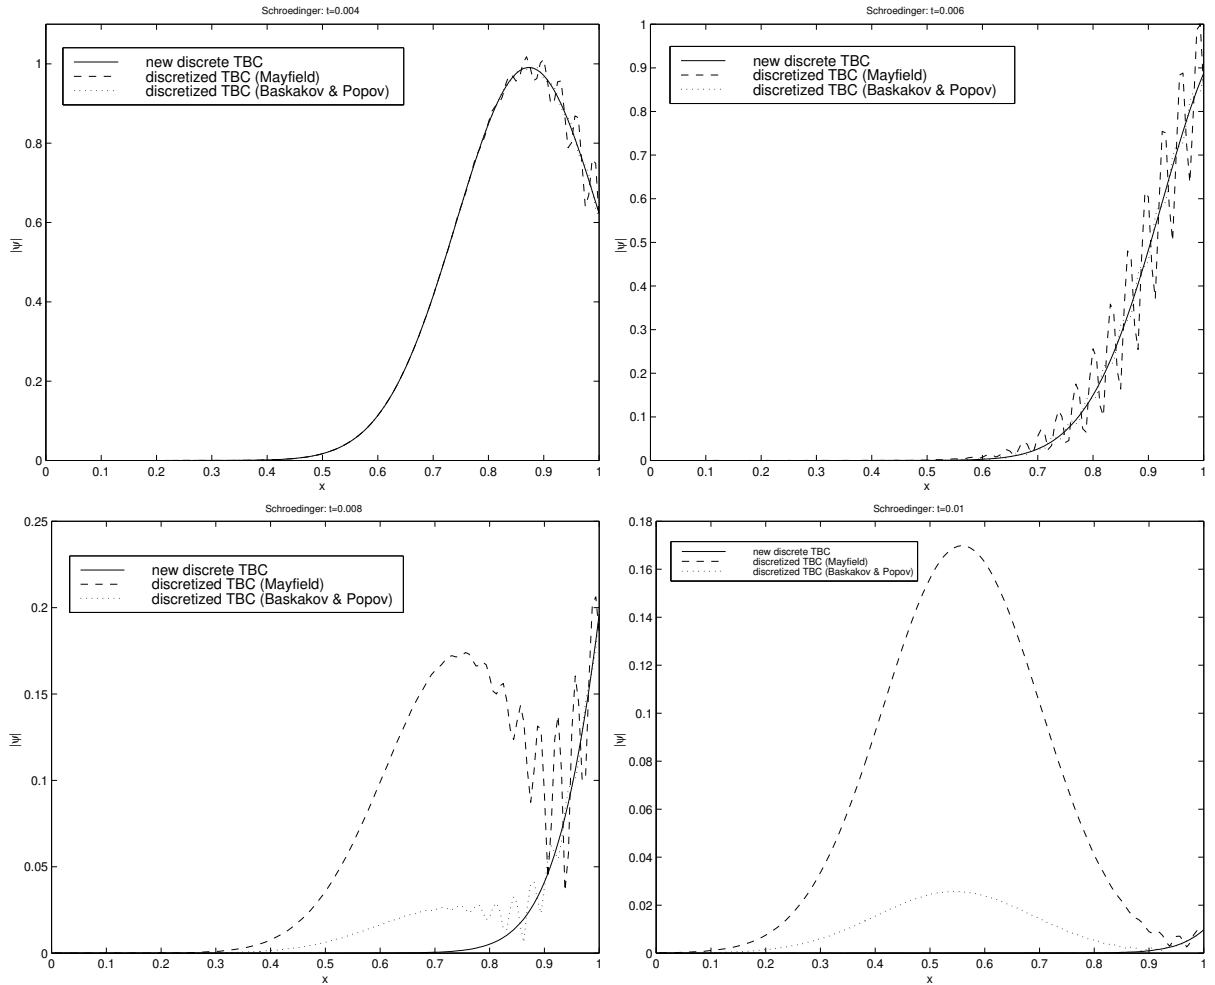 Schroedinger: t=0.004
new discrete TBC
discretized TBC (Mayfield)
discretized TBC (Baskakov & Popov)
1
0.8
0.6
0.4
0.2
0
|ψ|
0 0.1 0.2 0.3 0.4 0.5 0.6 0.7 0.8 0.9 1
x
Schroedinger: t=0.006
new discrete TBC
discretized TBC (Mayfield)
discretized TBC (Baskakov & Popov)
1
0.9
0.8
0.7
0.6
0.5
0.4
0.3
0.2
0.1
0
|ψ|
0 0.1 0.2 0.3 0.4 0.5 0.6 0.7 0.8 0.9 1
x
Schroedinger: t=0.008
new discrete TBC
discretized TBC (Mayfield)
discretized TBC (Baskakov & Popov)
0.25
0.2
0.15
0.1
0.05
0
|ψ|
0 0.1 0.2 0.3 0.4 0.5 0.6 0.7 0.8 0.9 1
x
Schroedinger: t=0.01
new discrete TBC
discretized TBC (Mayfield)
discretized TBC (Baskakov & Popov)
0.18
0.16
0.14
0.12
0.1
0.08
0.06
0.04
0.02
0
|ψ|
0 0.1 0.2 0.3 0.4 0.5 0.6 0.7 0.8 0.9 1
x